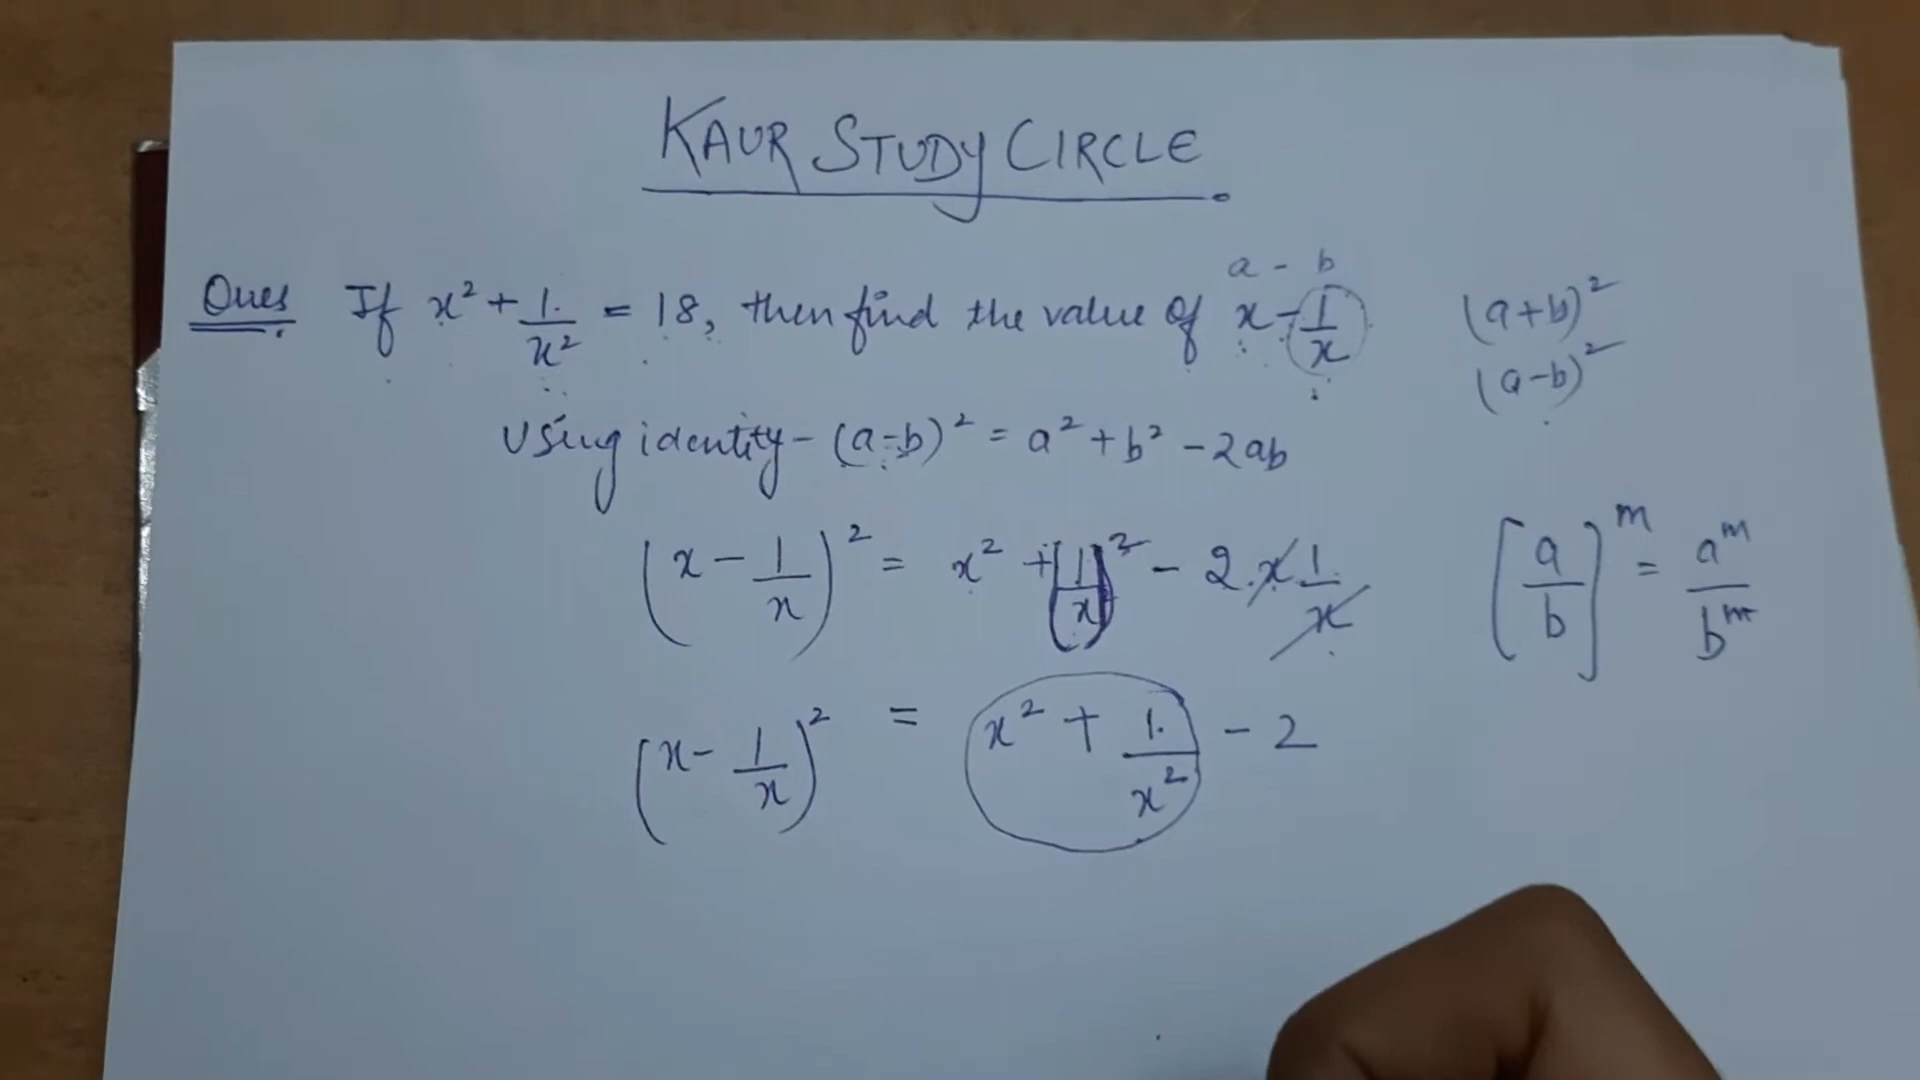 KAUR STUDY CIRCLE
a - b
Ques If x² + 1/x² = 18, then find the value of x - 1/x
(a+b)²
(a-b)²
Using identity - (a-b)² = a² + b² - 2ab
(x - 1/x)² = x² + (1/x)² - 2.x 1/x
[a/b]^m = a^m/b^m
(x - 1/x)² = x² + 1/x² - 2